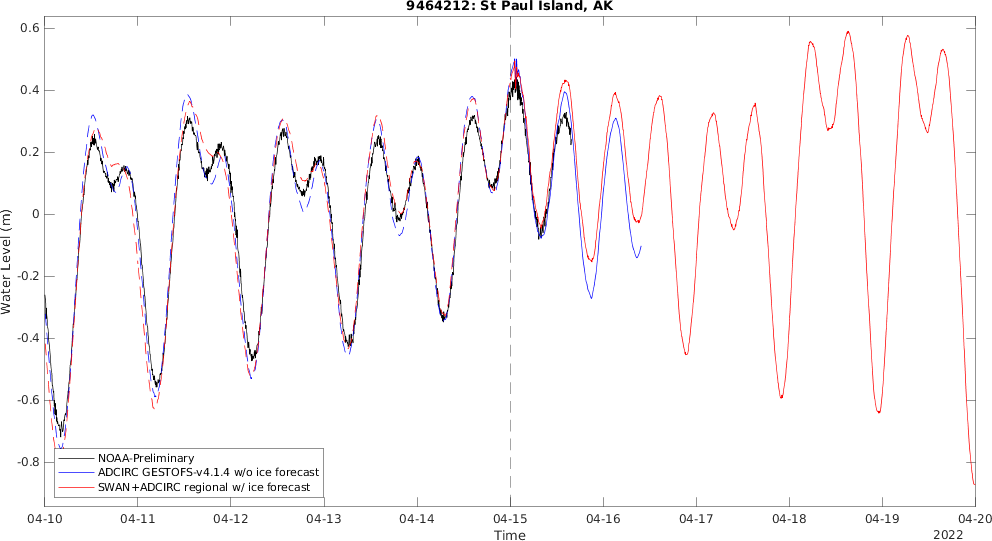 9464212: St Paul Island, AK
Water Level (m)
0.6
0.4
0.2
0
-0.2
-0.4
-0.6
-0.8
NOAA-Preliminary
ADCIRC GESTOFS-v4.1.4 w/o ice forecast
SWAN+ADCIRC regional w/ ice forecast
04-10 04-11 04-12 04-13 04-14 04-15 04-16 04-17 04-18 04-19 04-20
Time
2022